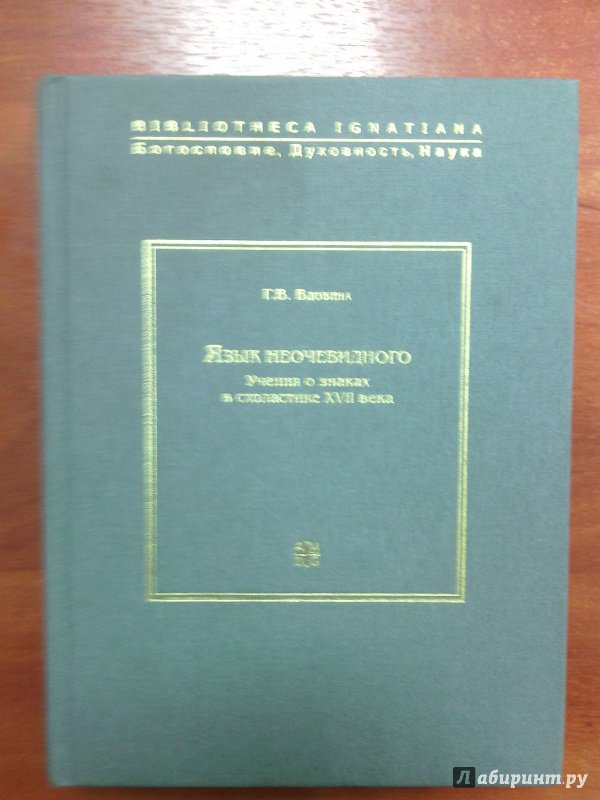 BIBLIOTHECA IGNATIANA
Богословие, Духовность, Наука
Г.В. Вдовина
Язык неочевидного
Учения о знаках
в схоластике XVII века
Лабиринт.ру